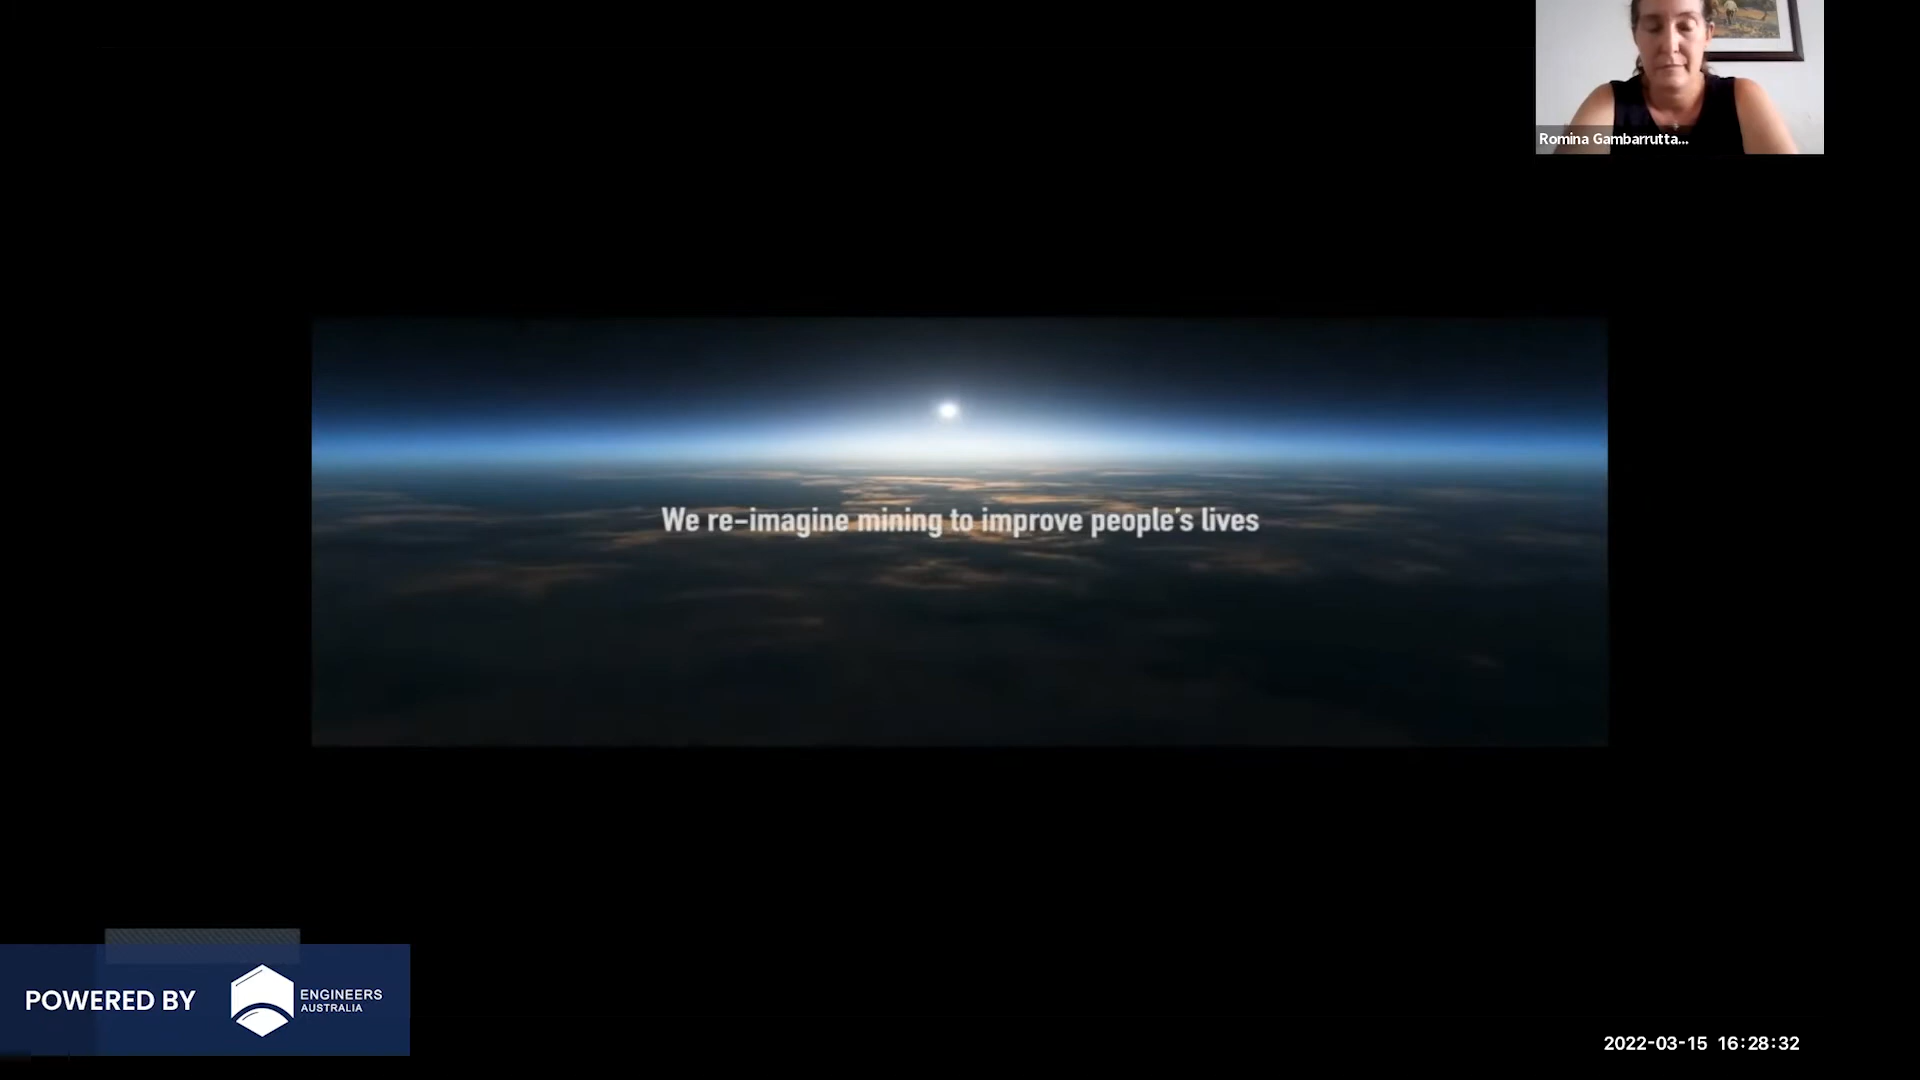 Romina Gambarrutta...
We re-imagine mining to improve people's lives
POWERED BY
ENGINEERS
AUSTRALIA
2022-03-15 16:28:32